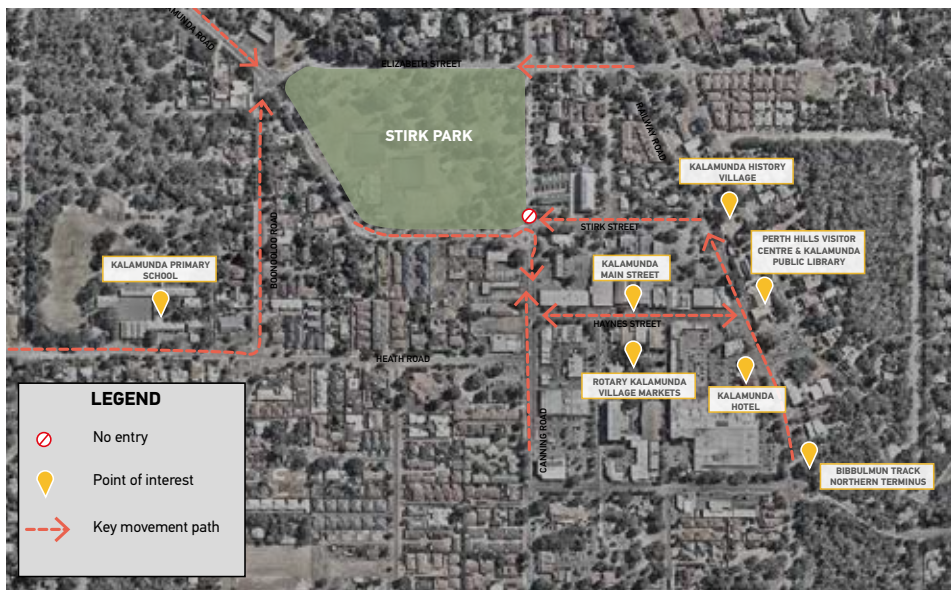 AMUNDA ROAD
ELIZABETH STREET
RAILWAY ROAD
STIRK PARK
KALAMUNDA HISTORY
VILLAGE
STIRK STREET
PERTH HILLS VISITOR
CENTRE & KALAMUNDA
PUBLIC LIBRARY
KALAMUNDA PRIMARY
SCHOOL
BOONOOLOO ROAD
KALAMUNDA
MAIN STREET
HAYNES STREET
HEATH ROAD
ROTARY KALAMUNDA
VILLAGE MARKETS
KALAMUNDA
HOTEL
CANNING ROAD
BIBBULMUN TRACK
NORTHERN TERMINUS
LEGEND
No entry
Point of interest
Key movement path